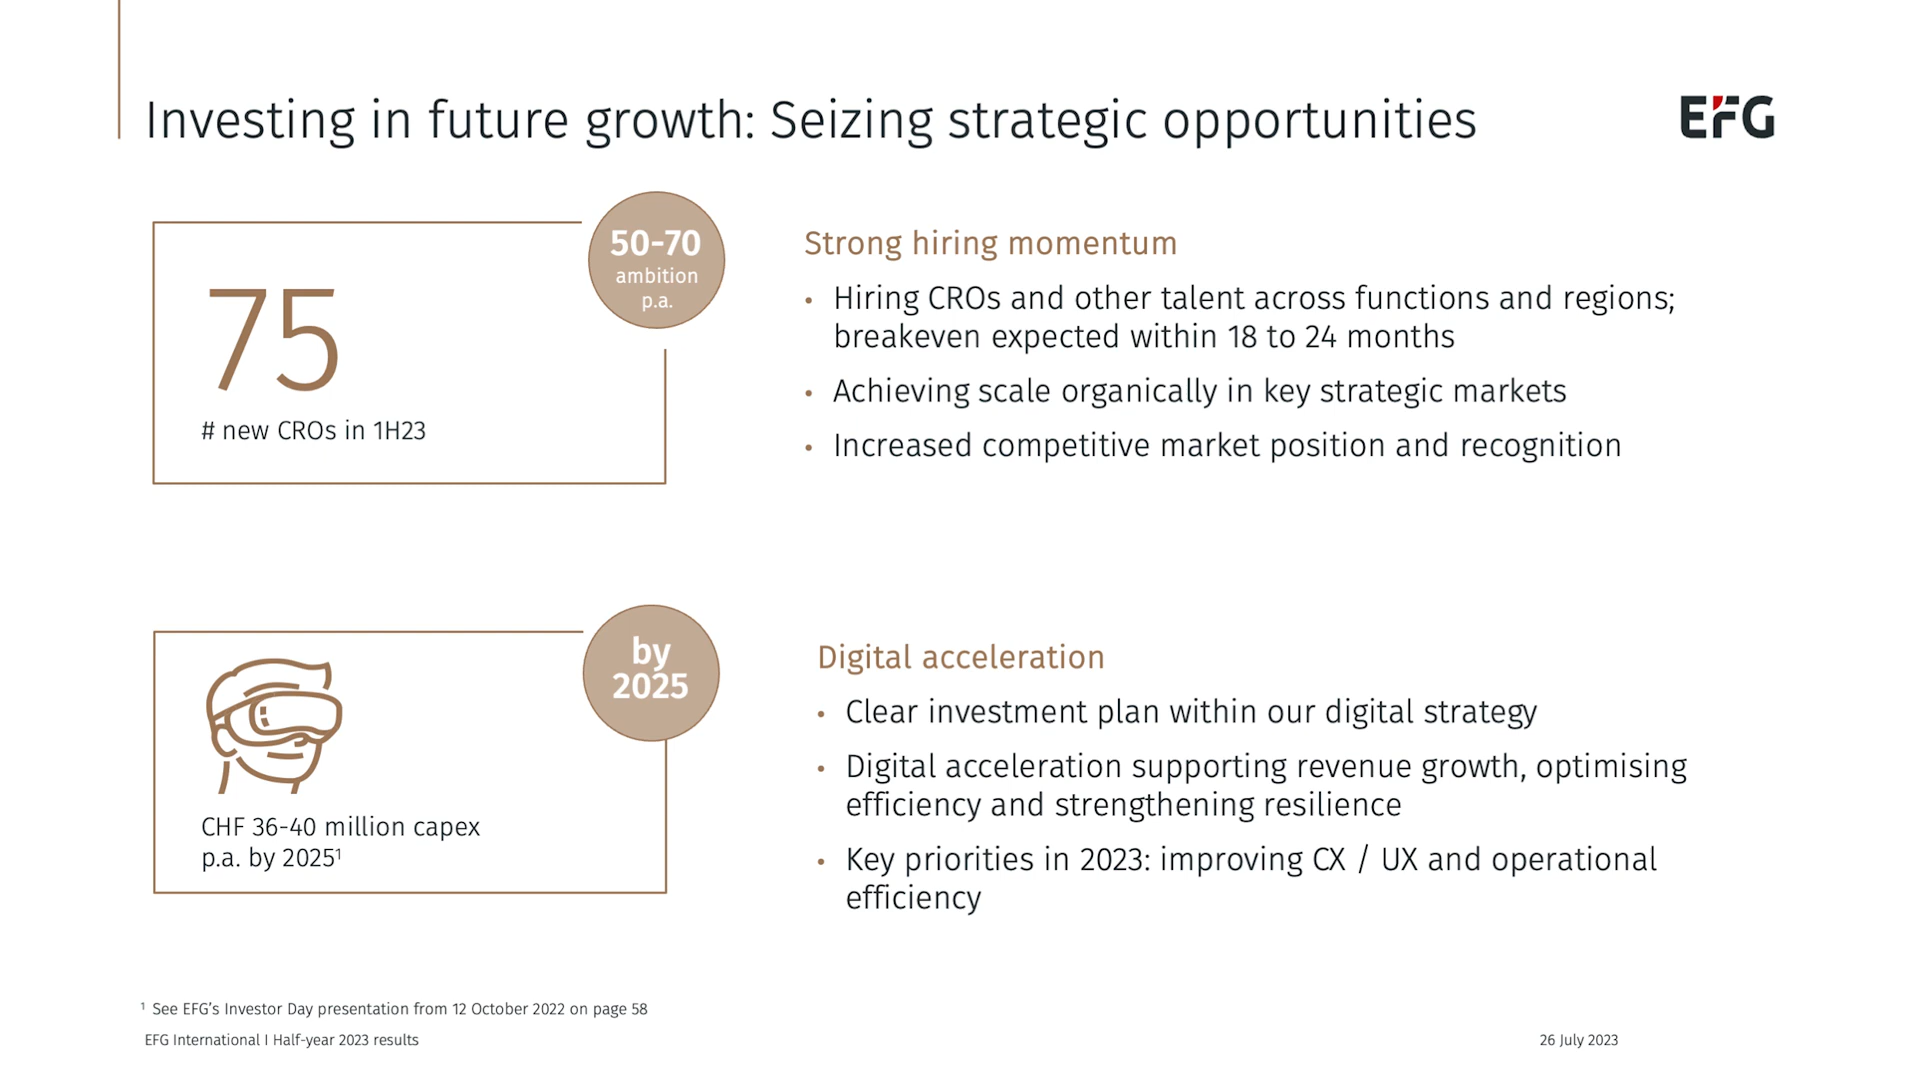 Investing in future growth: Seizing strategic opportunities
EFG
50-70
ambition
p.a.
75
# new CROs in 1H23
Strong hiring momentum
• Hiring CROs and other talent across functions and regions;
breakeven expected within 18 to 24 months
• Achieving scale organically in key strategic markets
• Increased competitive market position and recognition
by
2025
CHF 36-40 million capex
p.a. by 2025¹
Digital acceleration
• Clear investment plan within our digital strategy
• Digital acceleration supporting revenue growth, optimising
efficiency and strengthening resilience
• Key priorities in 2023: improving CX / UX and operational
efficiency
¹ See EFG's Investor Day presentation from 12 October 2022 on page 58
EFG International I Half-year 2023 results
26 July 2023